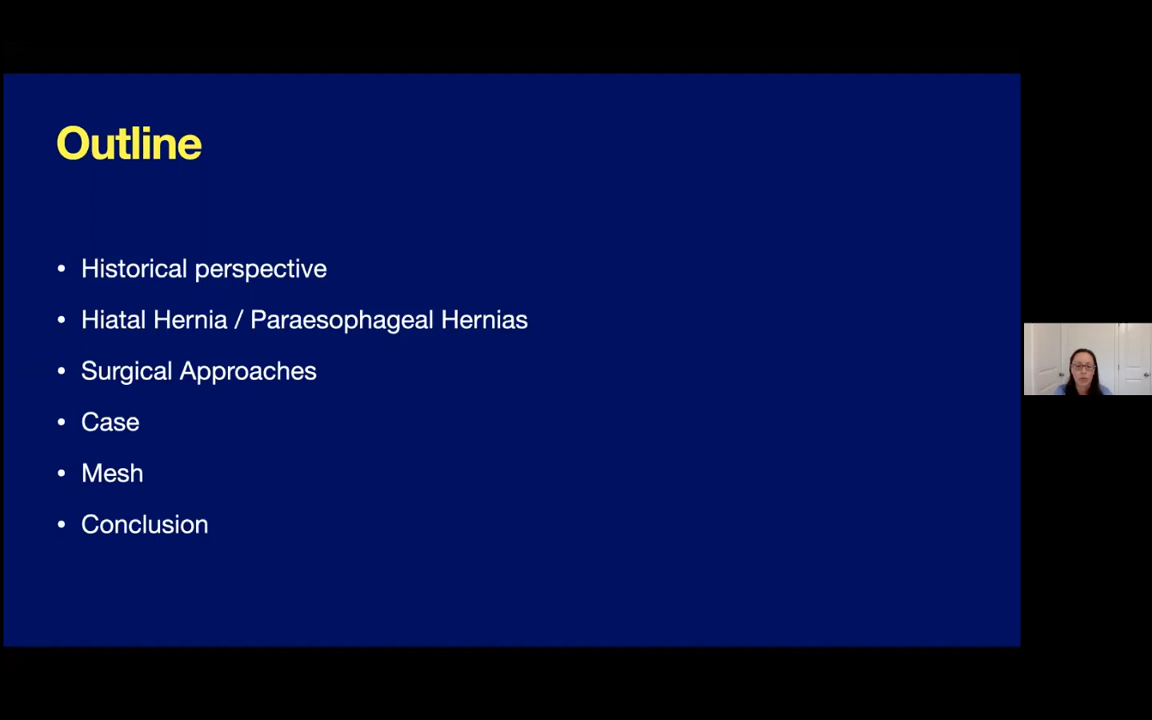 Outline
• Historical perspective
• Hiatal Hernia / Paraesophageal Hernias
• Surgical Approaches
• Case
• Mesh
• Conclusion